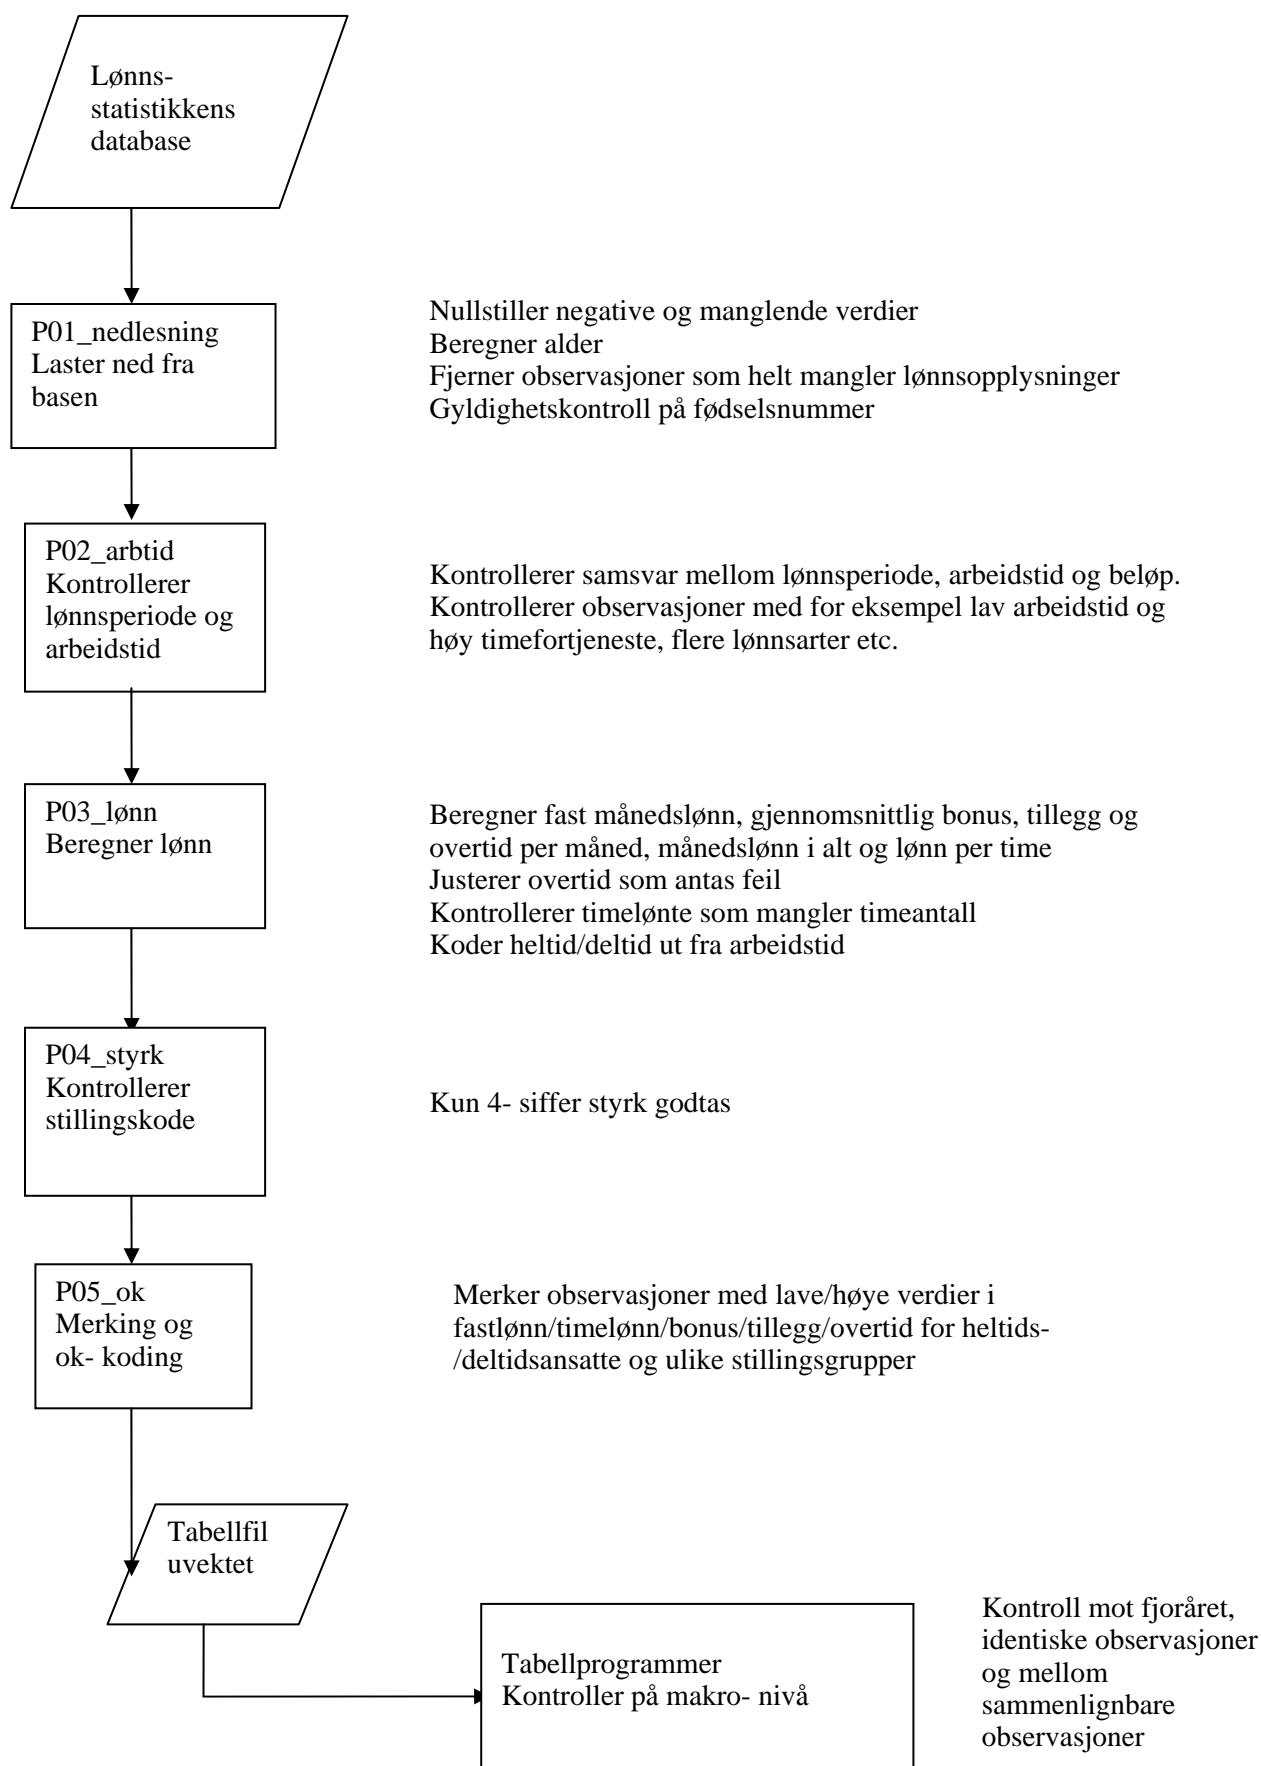 Lønns-
statistikkens
database
P01_nedlesning
Laster ned fra
basen
Nullstiller negative og manglende verdier
Beregner alder
Fjerner observasjoner som helt mangler lønnsopplysninger
Gyldighetskontroll på fødselsnummer
P02_arbtid
Kontrollerer
lønnsperiode og
arbeidstid
Kontrollerer samsvar mellom lønnsperiode, arbeidstid og beløp.
Kontrollerer observasjoner med for eksempel lav arbeidstid og
høy timefortjeneste, flere lønnsarter etc.
P03_lønn
Beregner lønn
Beregner fast månedslønn, gjennomsnittlig bonus, tillegg og
overtid per måned, månedslønn i alt og lønn per time
Justerer overtid som antas feil
Kontrollerer timelønte som mangler timeantall
Koder heltid/deltid ut fra arbeidstid
P04_styrk
Kontrollerer
stillingskode
Kun 4- siffer styrk godtas
P05_ok
Merking og
ok- koding
Merker observasjoner med lave/høye verdier i
fastlønn/timelønn/bonus/tillegg/overtid for heltids-
/deltidsansatte og ulike stillingsgrupper
Tabellfil
uvektet
Tabellprogrammer
Kontroller på makro- nivå
Kontroll mot fjoråret,
identiske observasjoner
og mellom
sammenlignbare
observasjoner